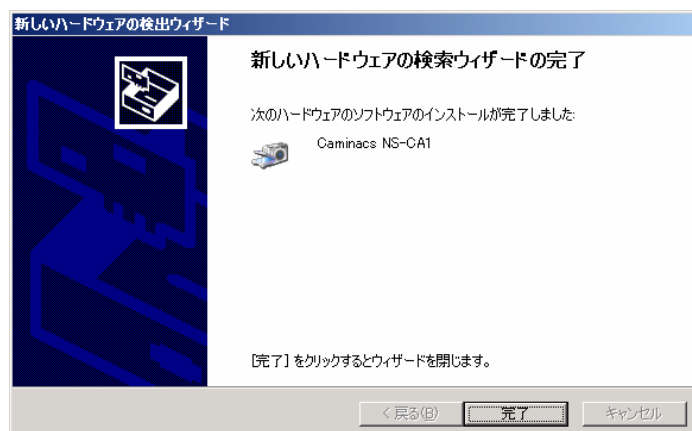 新しいハードウェアの検出ウィザード
新しいハードウェアの検索ウィザードの完了
次のハードウェアのソフトウェアのインストールが完了しました:
Caminacs NS-CA1
[完了] をクリックするとウィザードを閉じます。
< 戻る(B) 完了 キャンセル